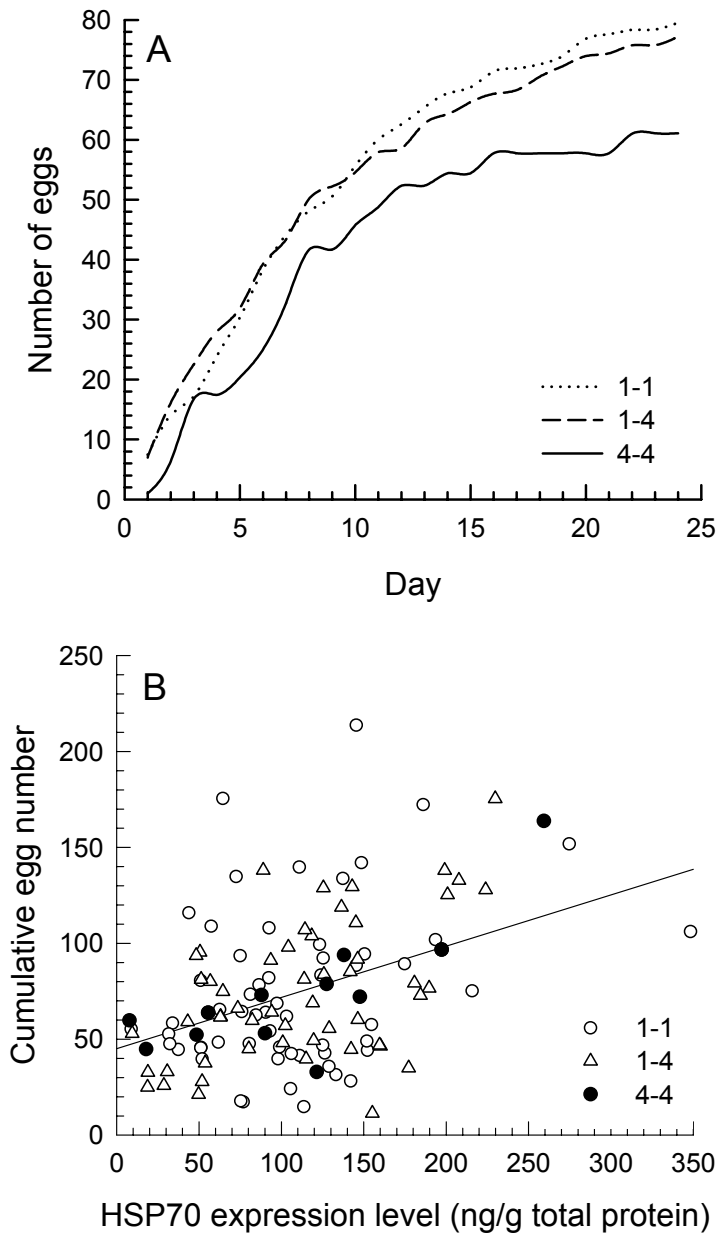 A
80
70
60
50
40
30
20
10
0
Number of eggs
1-1
1-4
4-4
0 5 10 15 20 25
Day
B
250
200
150
100
50
0
Cumulative egg number
1-1
1-4
4-4
0 50 100 150 200 250 300 350
HSP70 expression level (ng/g total protein)